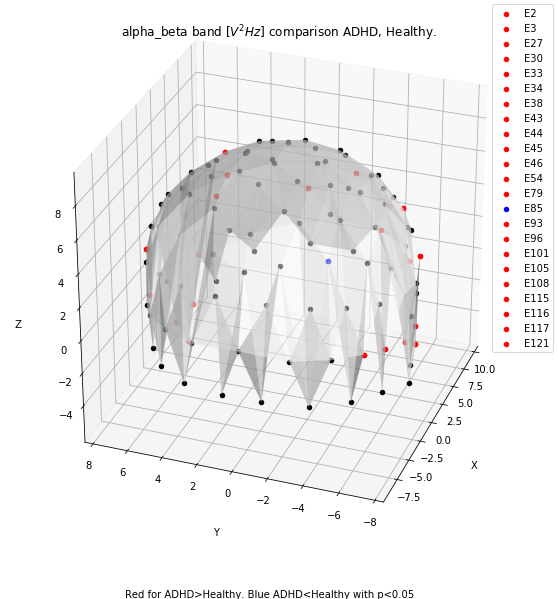 alpha_beta band [V²Hz] comparison ADHD, Healthy.
E2
E3
E27
E30
E33
E34
E38
E43
E44
E45
E46
E54
E79
E85
E93
E96
E101
E105
E108
E115
E116
E117
E121
8
6
4
2
0
−2
−4
Z
10.0
7.5
5.0
2.5
0.0
−2.5
−5.0
−7.5
X
8
6
4
2
0
−2
−4
−6
−8
Y
Red for ADHD>Healthy. Blue ADHD<Healthy with p<0.05